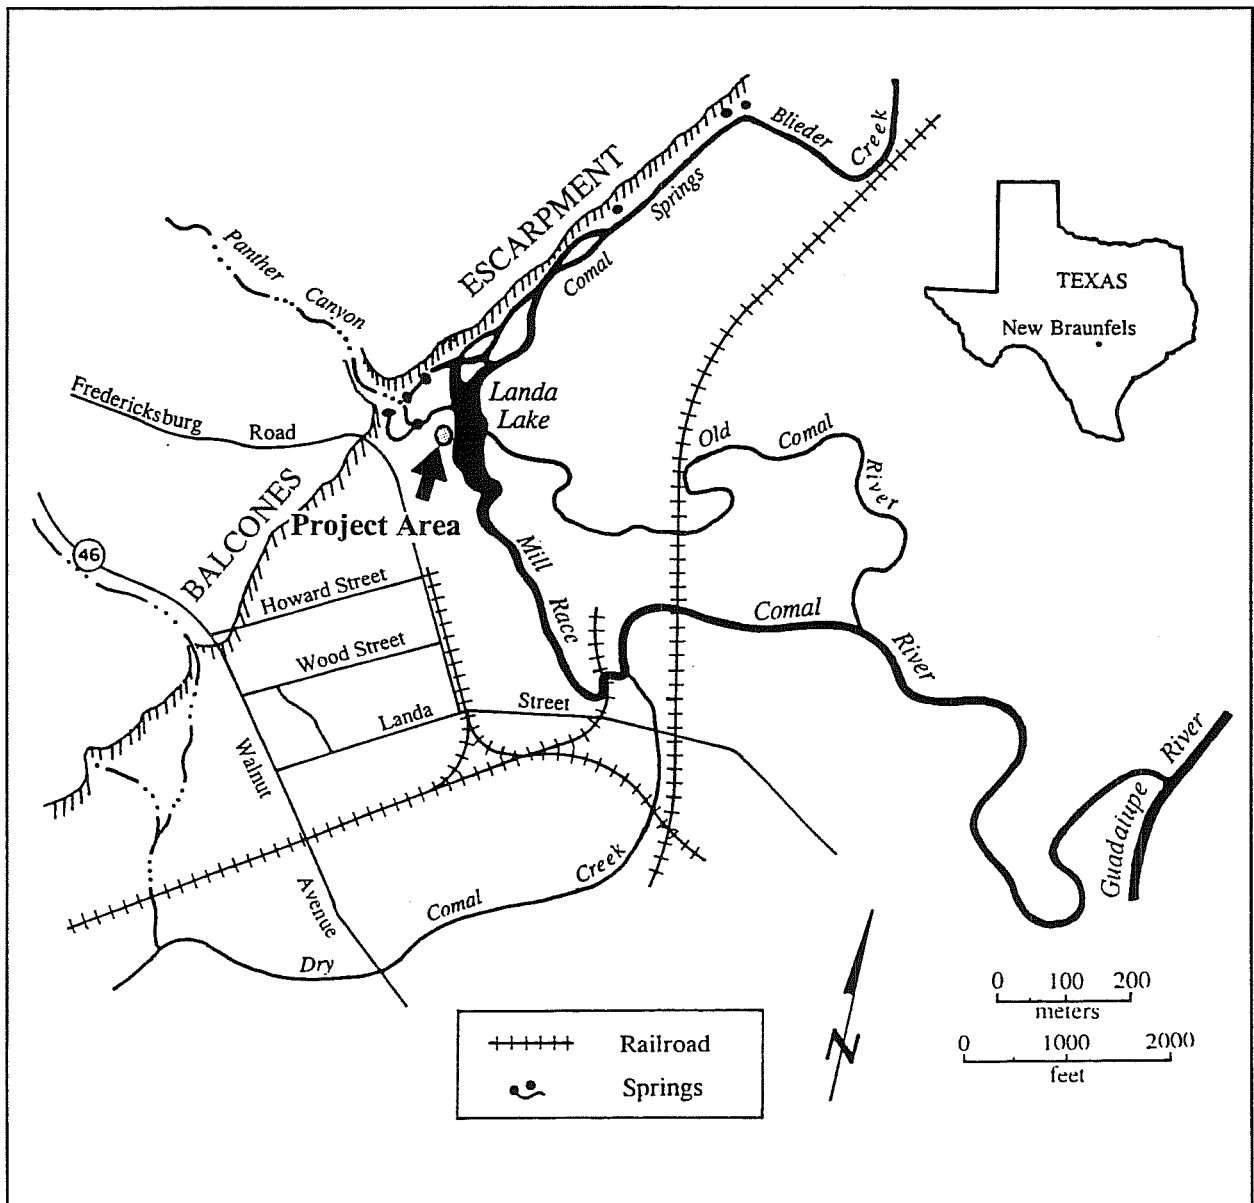 Blieder
Creek
ESCARPMENT
Springs
Comal
Panther
Canyon
TEXAS
New Braunfels
Landa
Lake
Fredericksburg
Road
Old
Comal
River
BALCONES
46
Project Area
Mill
Race
Howard Street
Wood Street
Comal
River
Landa
Street
Walnut
Avenue
River
Guadalupe
Creek
Comal
Dry
N
0 100 200
meters
0 1000 2000
feet
Railroad
Springs